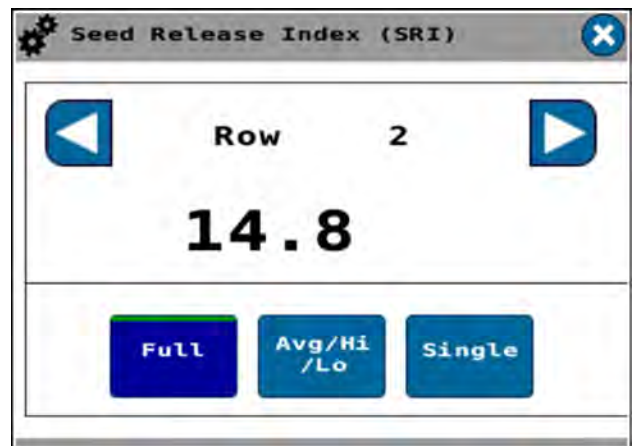 Seed Release Index (SRI)
Row 2
14.8
Full
Avg/Hi
/Lo
Single